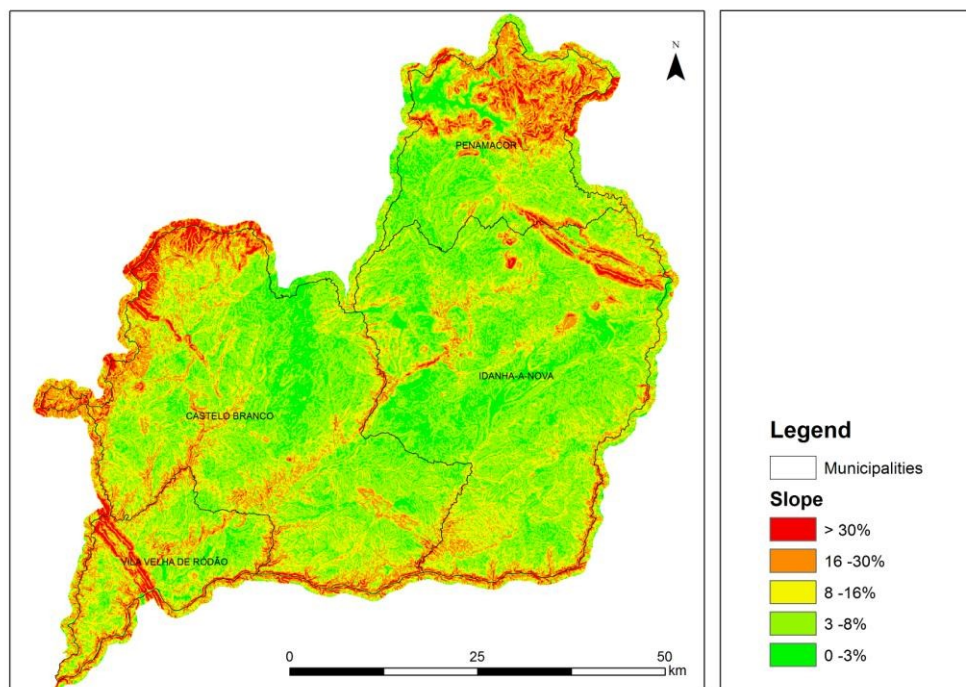 N
PENAMACOR
IDANHA-A-NOVA
CASTELO BRANCO
VILA VELHA DE RÓDÃO
0 25 50
km
Legend
Municipalities
Slope
> 30%
16 -30%
8 -16%
3 -8%
0 -3%